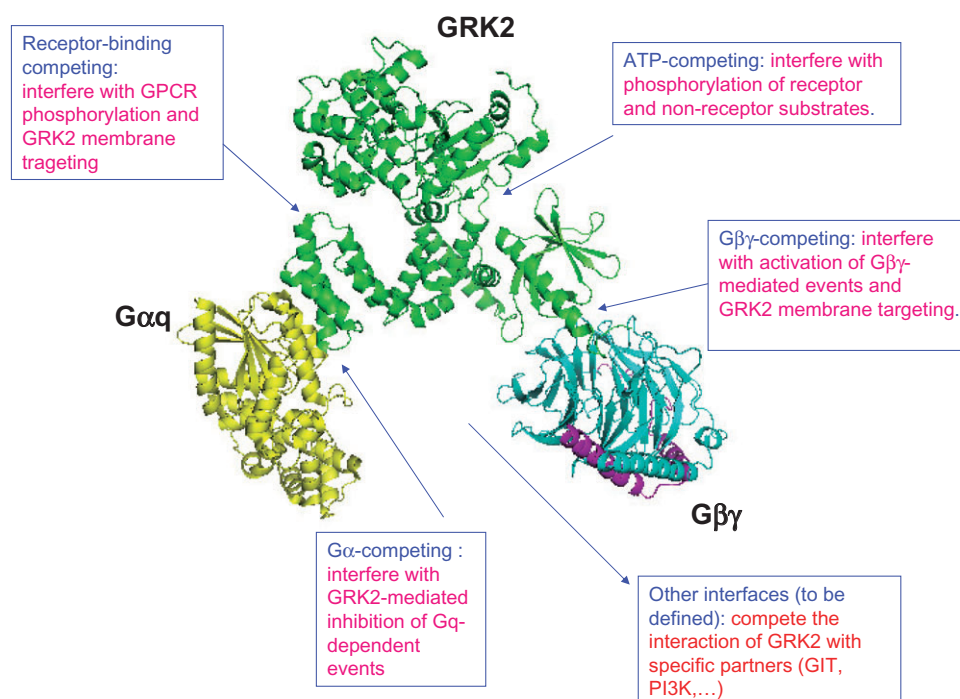 GRK2
Receptor-binding
competing:
interfere with GPCR
phosphorylation and
GRK2 membrane
trageting
ATP-competing: interfere with
phosphorylation of receptor
and non-receptor substrates.
Gβγ-competing: interfere
with activation of Gβγ-
mediated events and
GRK2 membrane targeting.
Gαq
Gβγ
Gα-competing :
interfere with
GRK2-mediated
inhibition of Gq-
dependent
events
Other interfaces (to be
defined): compete the
interaction of GRK2 with
specific partners (GIT,
PI3K,…)